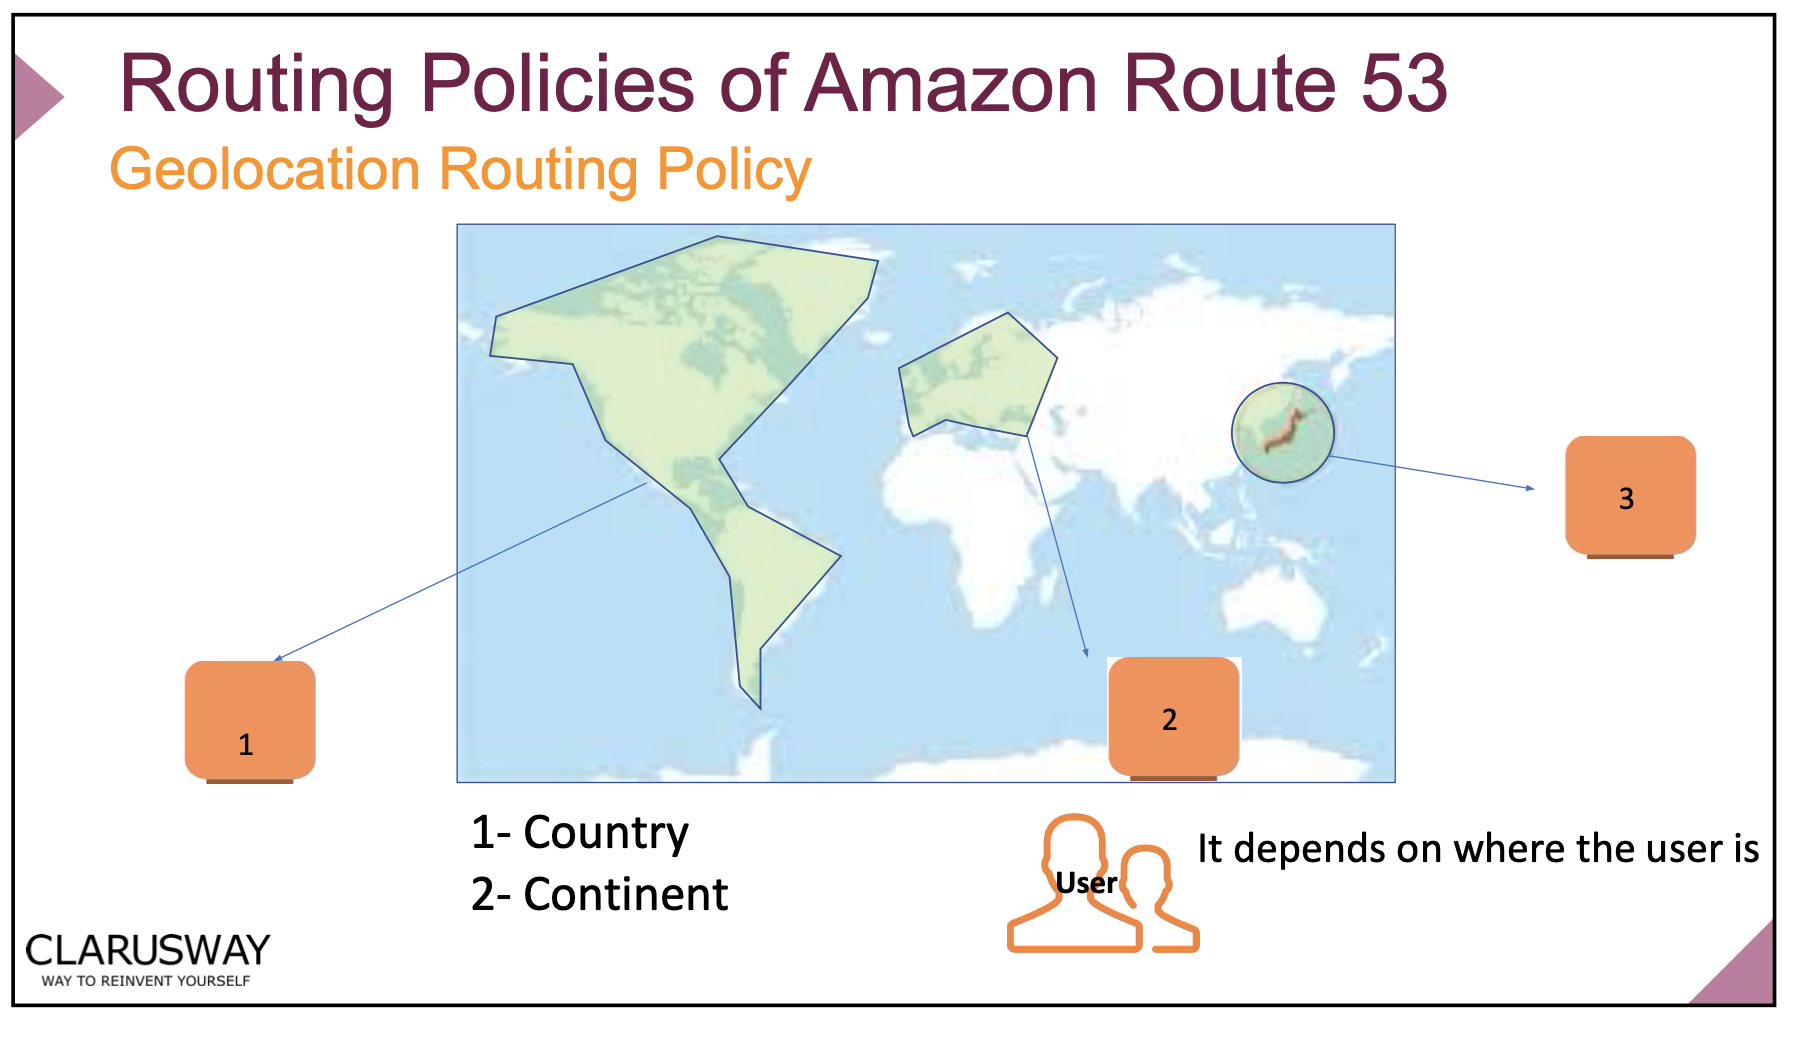 Routing Policies of Amazon Route 53
Geolocation Routing Policy
3
1
2
1- Country
2- Continent
User
It depends on where the user is
CLARUSWAY
WAY TO REINVENT YOURSELF